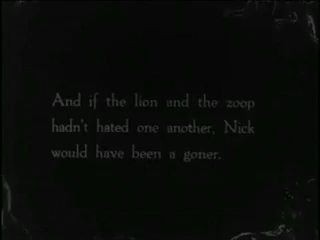 And if the lion and the zoop
hadn't hated one another, Nick
would have been a goner.